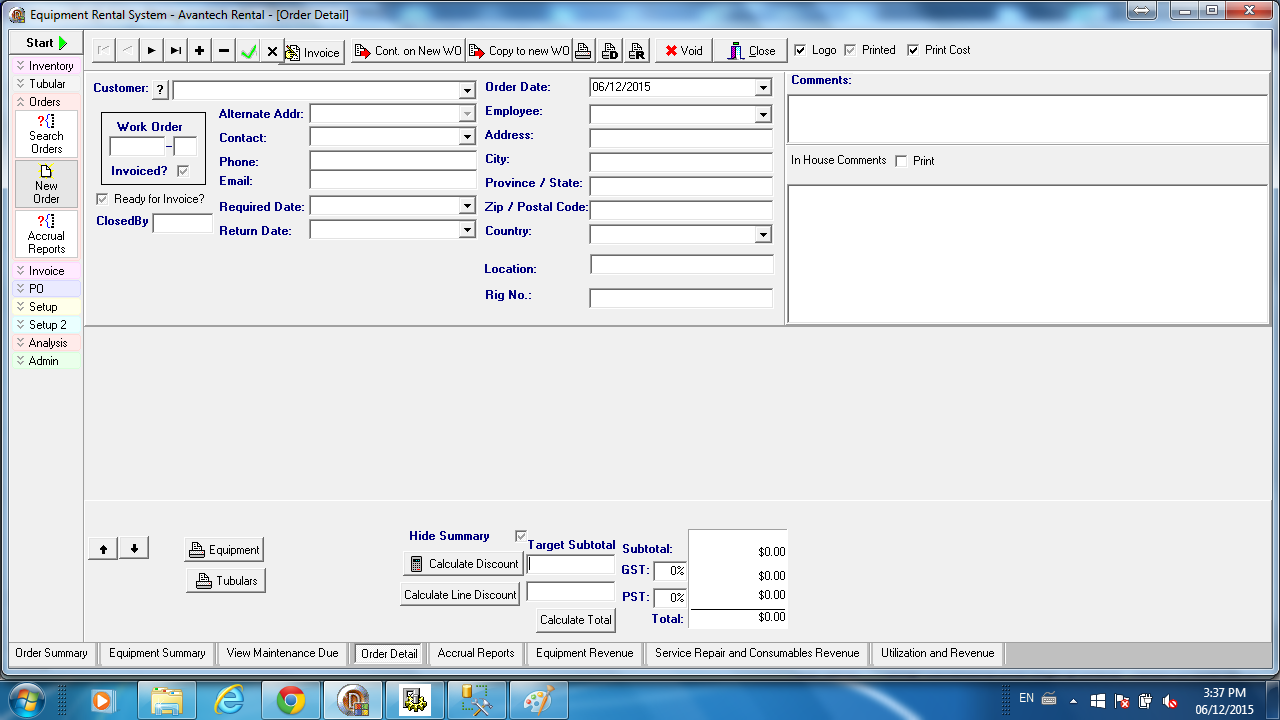 Equipment Rental System - Avantech Rental - [Order Detail]
Start
Inventory
Tubular
Orders
Search
Orders
New
Order
Accrual
Reports
Invoice
PO
Setup
Setup 2
Analysis
Admin
Invoice
Cont. on New WO
Copy to new WO
Void
Close
Logo
Printed
Print Cost
Customer:
?
Work Order
-
Invoiced?
Ready for Invoice?
ClosedBy
Alternate Addr:
Contact:
Phone:
Email:
Required Date:
Return Date:
Order Date:
06/12/2015
Employee:
Address:
City:
Province / State:
Zip / Postal Code:
Country:
Location:
Rig No.:
Comments:
In House Comments
Print
Equipment
Tubulars
Hide Summary
Calculate Discount
Calculate Line Discount
Target Subtotal
Calculate Total
Subtotal:
$0.00
GST:
0%
$0.00
PST:
0%
$0.00
Total:
$0.00
Order Summary
Equipment Summary
View Maintenance Due
Order Detail
Accrual Reports
Equipment Revenue
Service Repair and Consumables Revenue
Utilization and Revenue
EN
3:37 PM
06/12/2015